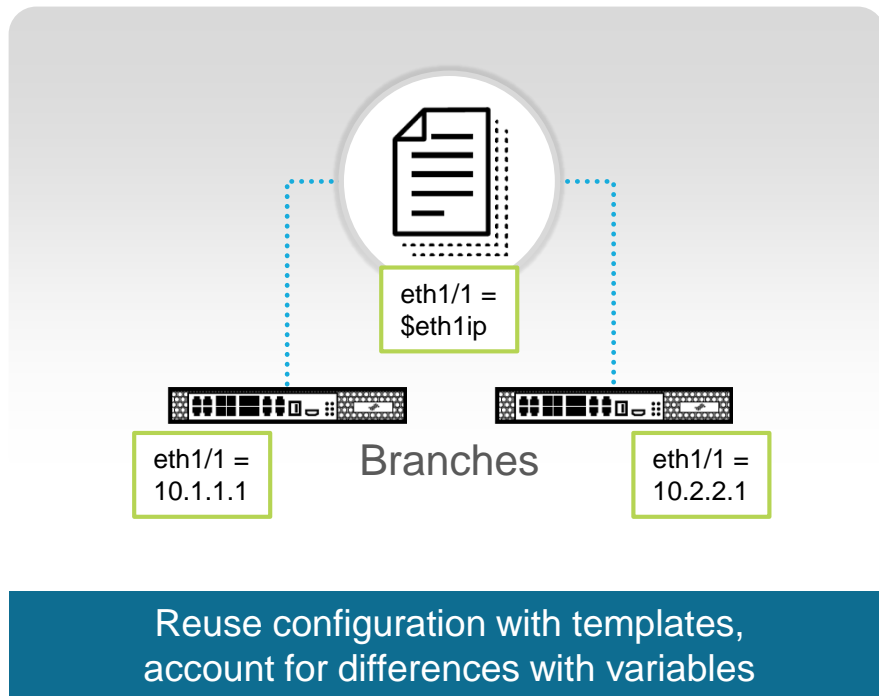 eth1/1 =
$eth1ip
eth1/1 =
10.1.1.1
Branches
eth1/1 =
10.2.2.1
Reuse configuration with templates,
account for differences with variables